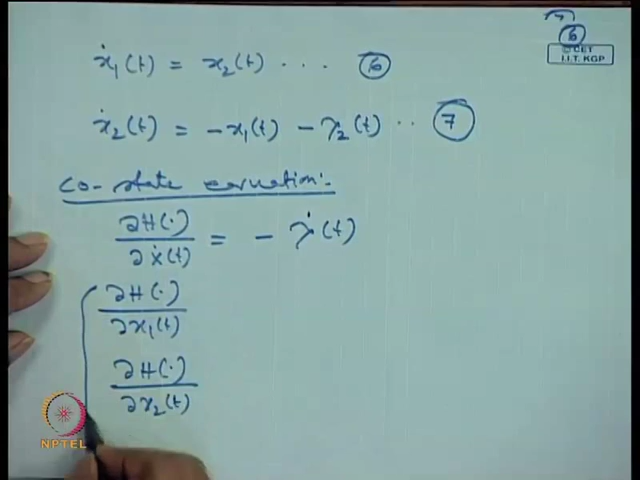 6
© CET
I.I.T. KGP
ẋ₁(t) = x₂(t) ... (6)
ẋ₂(t) = -x₁(t) - λ₂(t) .. (7)
Co-state equation:
∂H(·)/∂ẋ(t) = - λ̇(t)
∂H(·)/∂x₁(t)
∂H(·)/∂x₂(t)
NPTEL